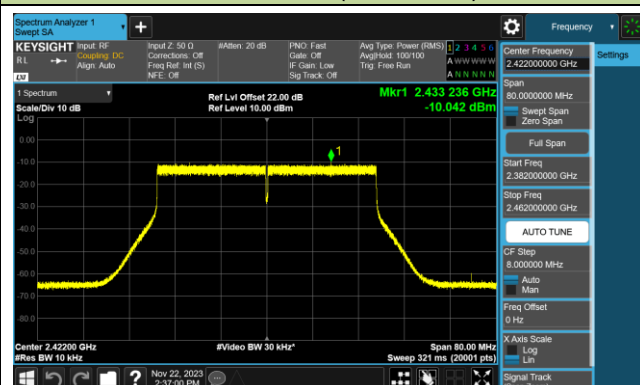 Spectrum Analyzer 1
Swept SA
Frequency
KEYSIGHT
RL
Input: RF
Coupling: DC
Align: Auto
Input Z: 50 Ω
Corrections: Off
Freq Ref: Int (S)
NFE: Off
#Atten: 20 dB
PNO: Fast
Gate: Off
IF Gain: Low
Sig Track: Off
Avg Type: Power (RMS)
Avg|Hold: 100/100
Trig: Free Run
1 2 3 4 5 6
A W W W W W
A N N N N N
1 Spectrum
Scale/Div 10 dB
Log
Ref Lvl Offset 22.00 dB
Ref Level 10.00 dBm
Mkr1 2.433 236 GHz
-10.042 dBm
0.00
-10.0
-20.0
-30.0
-40.0
-50.0
-60.0
-70.0
-80.0
1
Center 2.42200 GHz
#Res BW 10 kHz
#Video BW 30 kHz*
Span 80.00 MHz
Sweep 321 ms (20001 pts)
Nov 22, 2023
2:37:00 PM
Center Frequency
2.422000000 GHz
Settings
Span
80.0000000 MHz
Swept Span
Zero Span
Full Span
Start Freq
2.382000000 GHz
Stop Freq
2.462000000 GHz
AUTO TUNE
CF Step
8.000000 MHz
Auto
Man
Freq Offset
0 Hz
X Axis Scale
Log
Lin
Signal Track